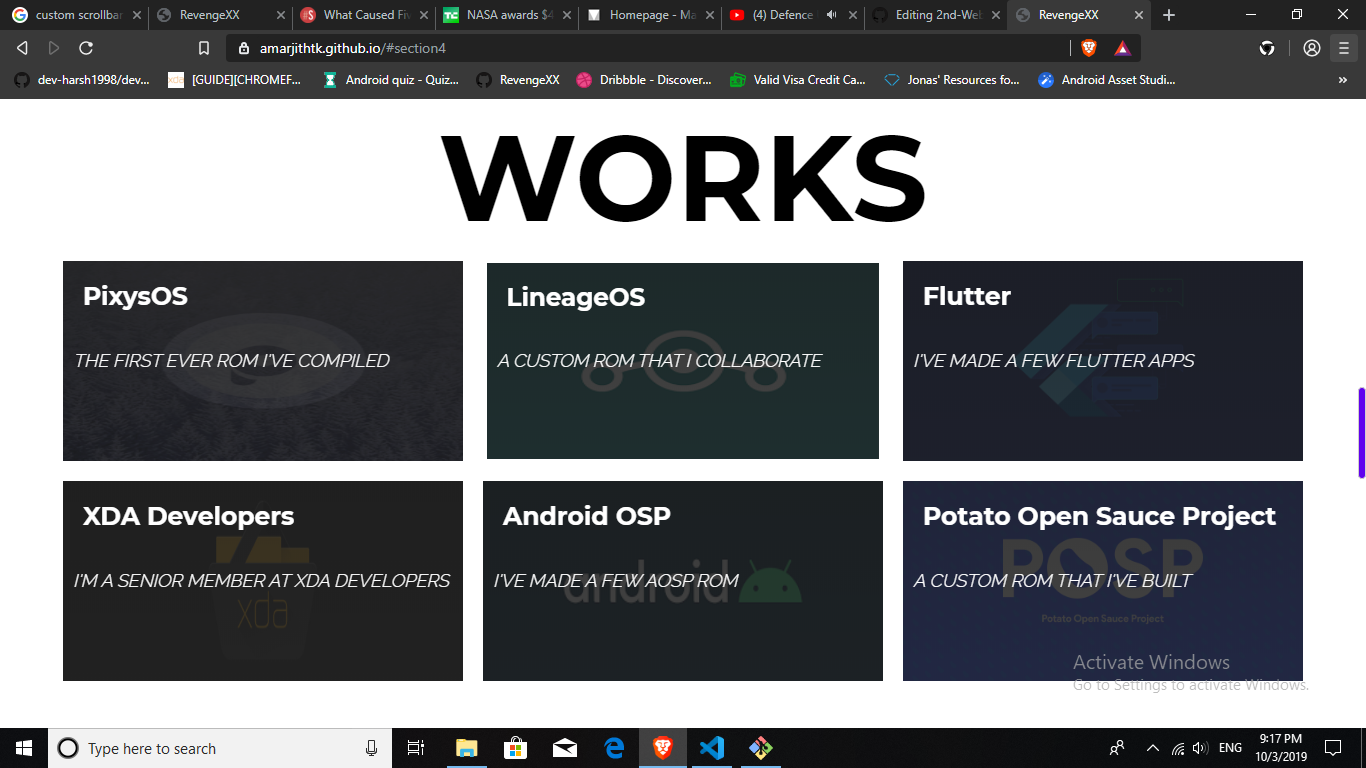 custom scrollbar
RevengeXX
What Caused Fiv
NASA awards $4
Homepage - Ma
(4) Defence
Editing 2nd-Web
RevengeXX
amarjithtk.github.io/#section4
dev-harsh1998/dev...
[GUIDE][CHROMEF...
Android quiz - Quiz...
RevengeXX
Dribbble - Discover...
Valid Visa Credit Ca...
Jonas' Resources fo...
Android Asset Studi...
WORKS
PixysOS
THE FIRST EVER ROM I'VE COMPILED
LineageOS
A CUSTOM ROM THAT I COLLABORATE
Flutter
I'VE MADE A FEW FLUTTER APPS
XDA Developers
I'M A SENIOR MEMBER AT XDA DEVELOPERS
xda
Android OSP
I'VE MADE A FEW AOSP ROM
android
Potato Open Sauce Project
POSP
A CUSTOM ROM THAT I'VE BUILT
Potato Open Sauce Project
Activate Windows
Go to Settings to activate Windows.
Type here to search
ENG
9:17 PM
10/3/2019